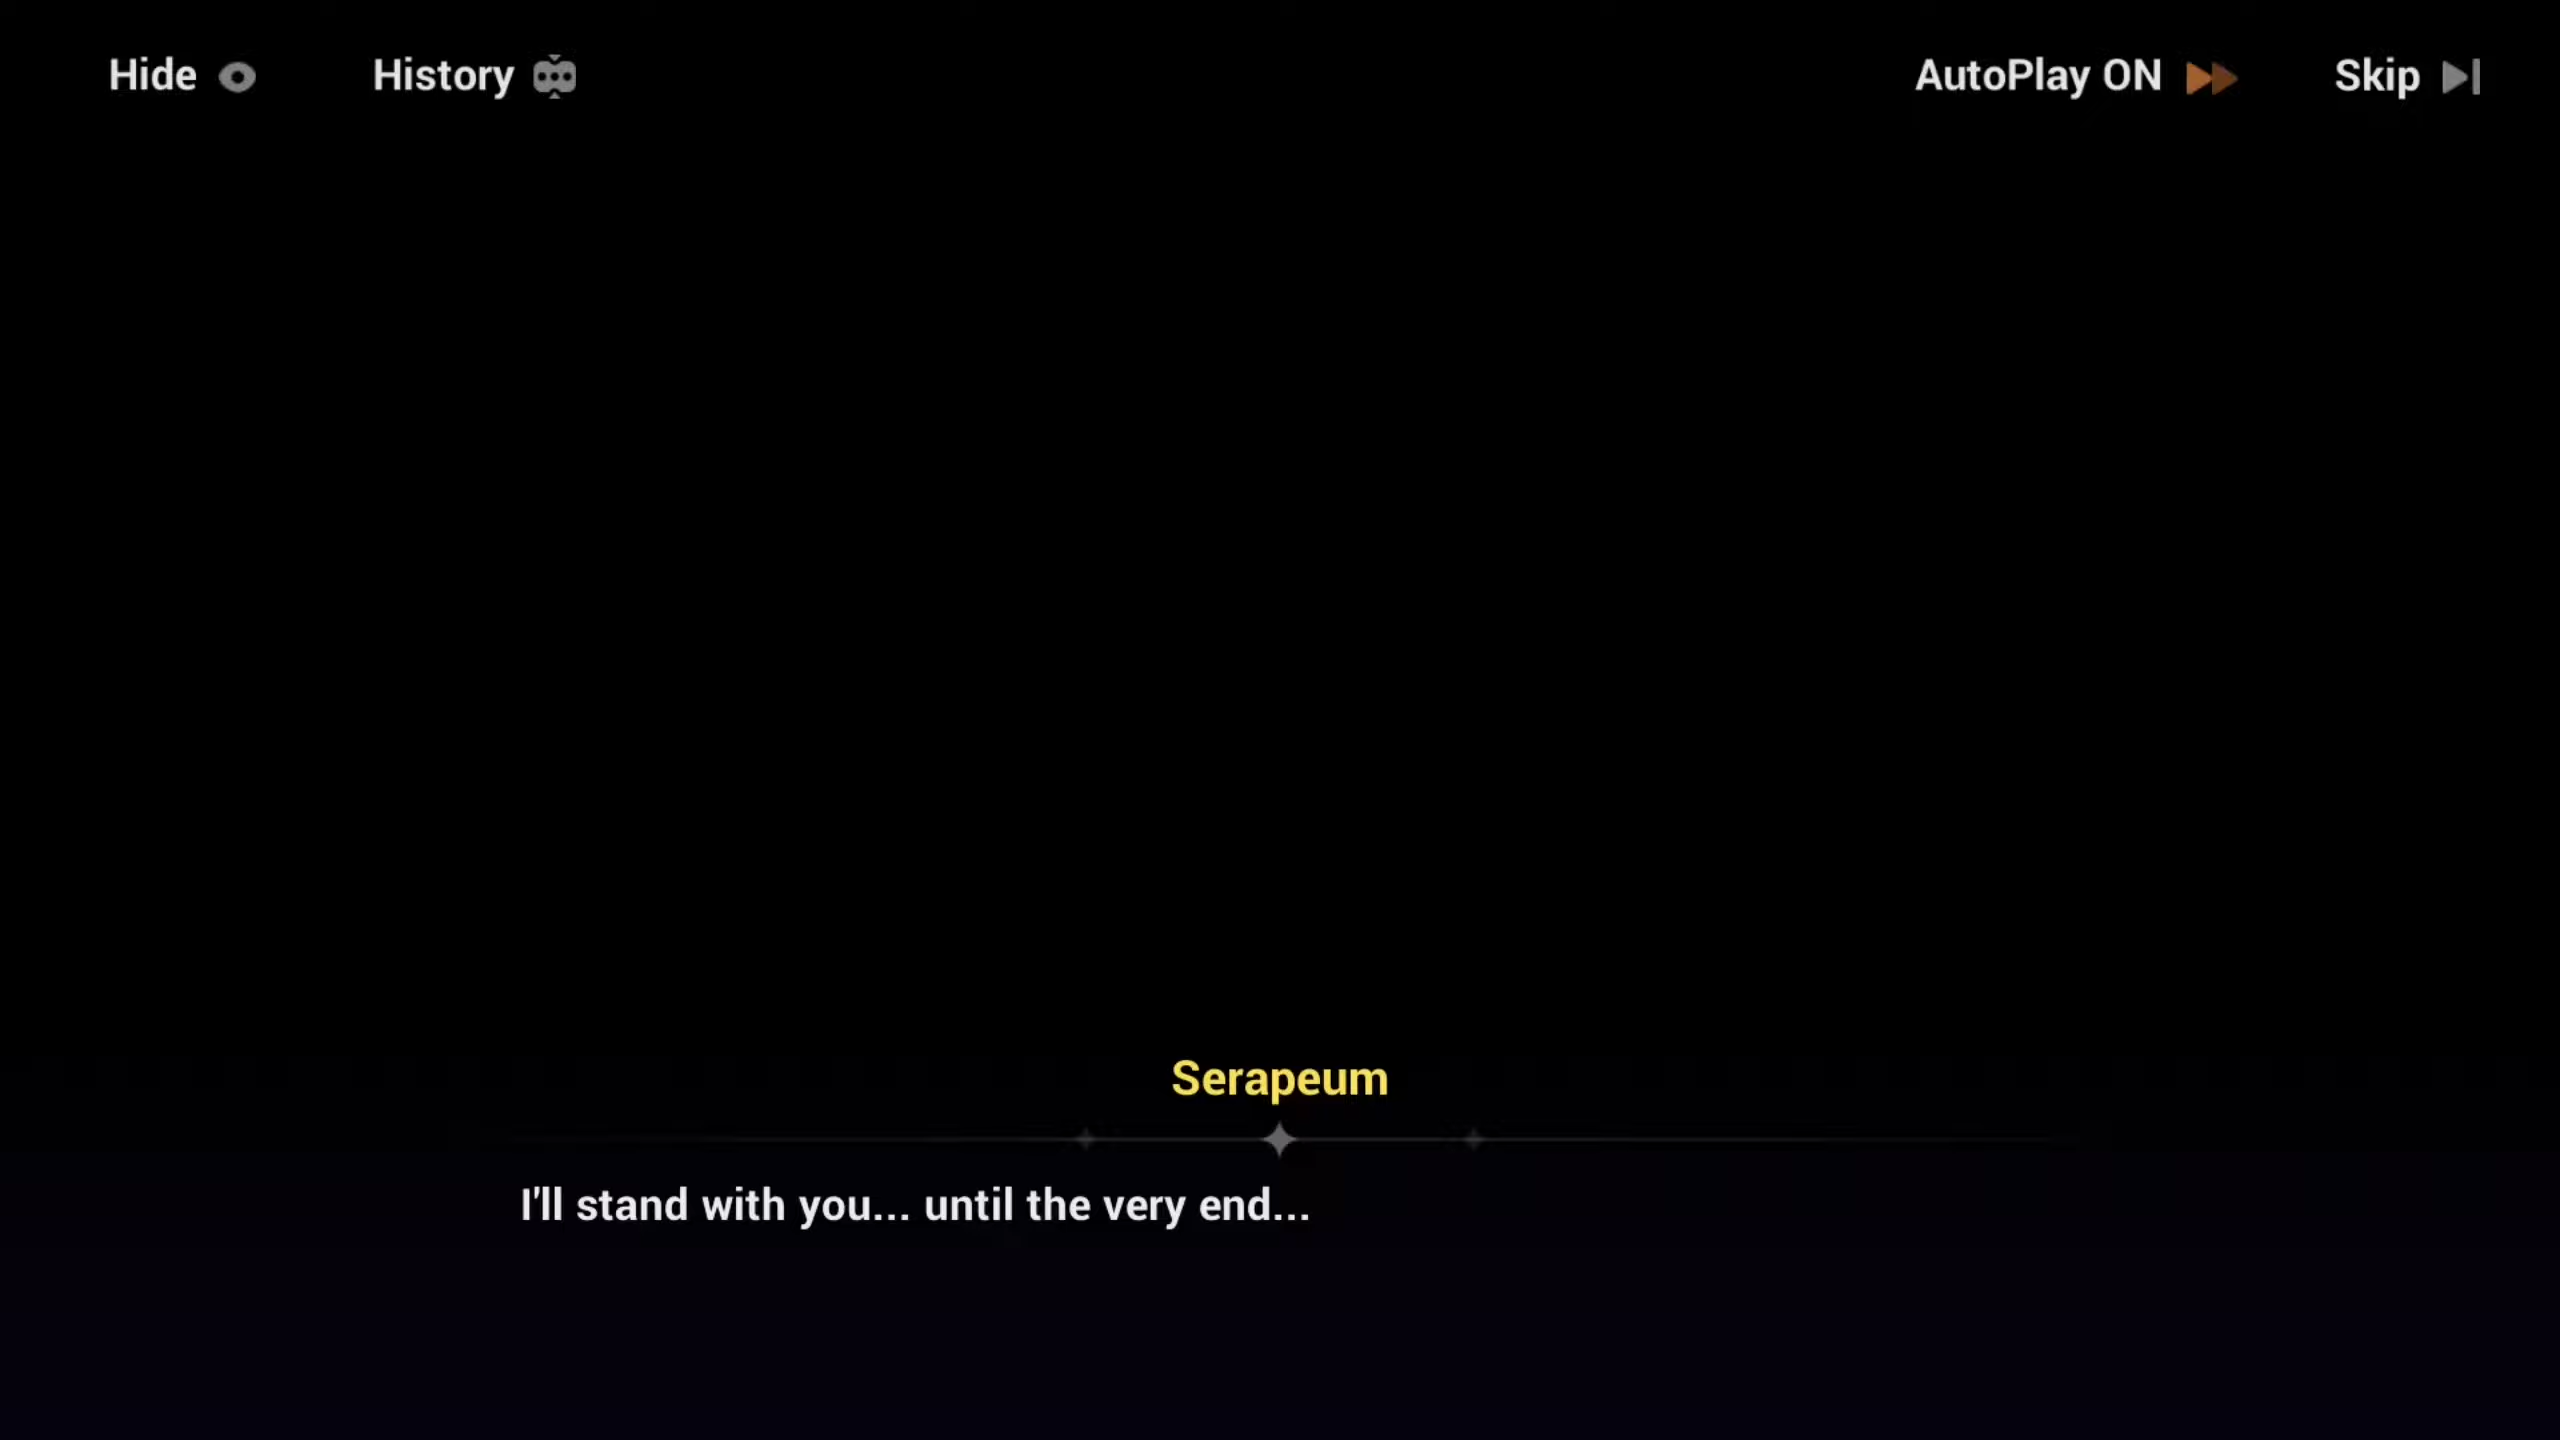 Hide
History
AutoPlay ON
Skip
Serapeum
I'll stand with you... until the very end...